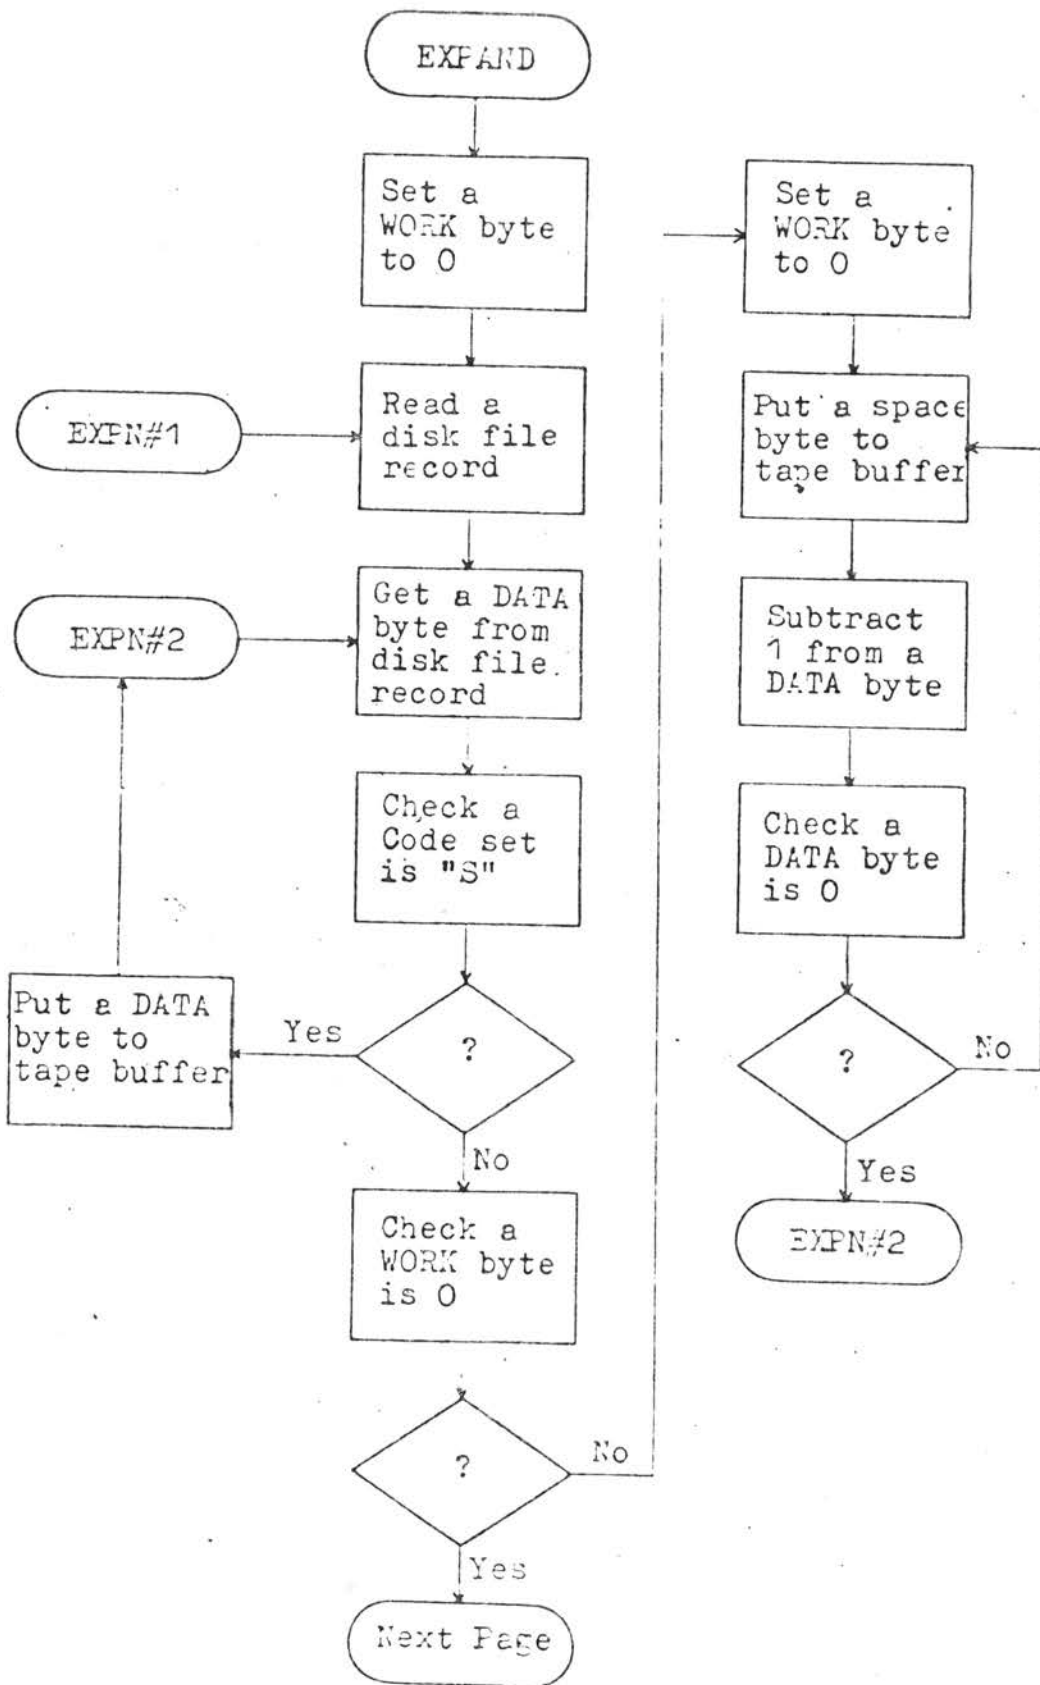 EXPAND
Set a
WORK byte
to 0
EXPN#1
Read a
disk file
record
EXPN#2
Get a DATA
byte from
disk file
record
Check a
Code set
is "S"
Put a DATA
byte to
tape buffer
Yes
?
No
Check a
WORK byte
is 0
?
No
Yes
Next Page
Set a
WORK byte
to 0
Put a space
byte to
tape buffer
Subtract
1 from a
DATA byte
Check a
DATA byte
is 0
?
No
Yes
EXPN#2